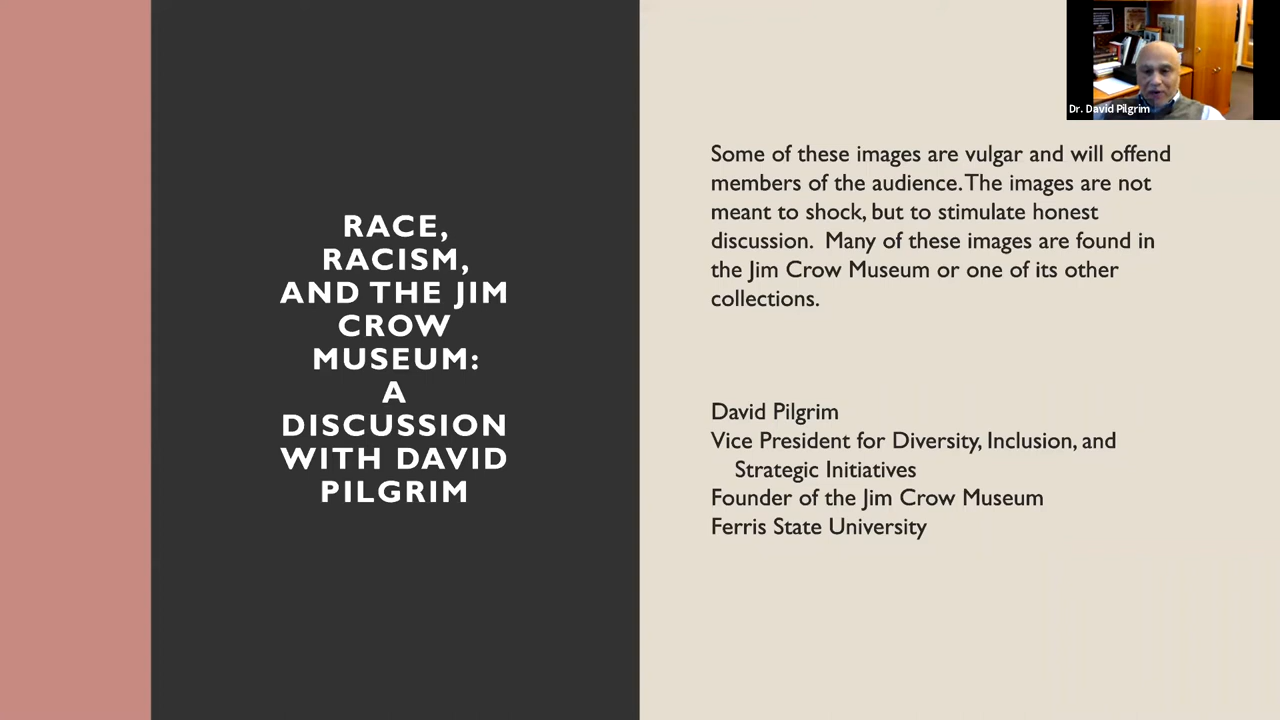 RACE,
RACISM,
AND THE JIM
CROW
MUSEUM:
A
DISCUSSION
WITH DAVID
PILGRIM
Dr. David Pilgrim
Some of these images are vulgar and will offend
members of the audience. The images are not
meant to shock, but to stimulate honest
discussion.  Many of these images are found in
the Jim Crow Museum or one of its other
collections.
David Pilgrim
Vice President for Diversity, Inclusion, and
Strategic Initiatives
Founder of the Jim Crow Museum
Ferris State University